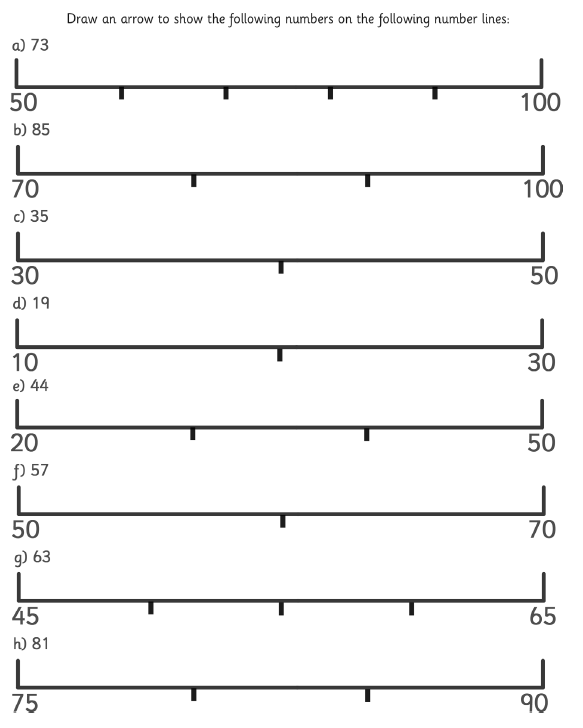 Draw an arrow to show the following numbers on the following number lines:
a) 73
50 100
b) 85
70 100
c) 35
30 50
d) 19
10 30
e) 44
20 50
f) 57
50 70
g) 63
45 65
h) 81
75 90